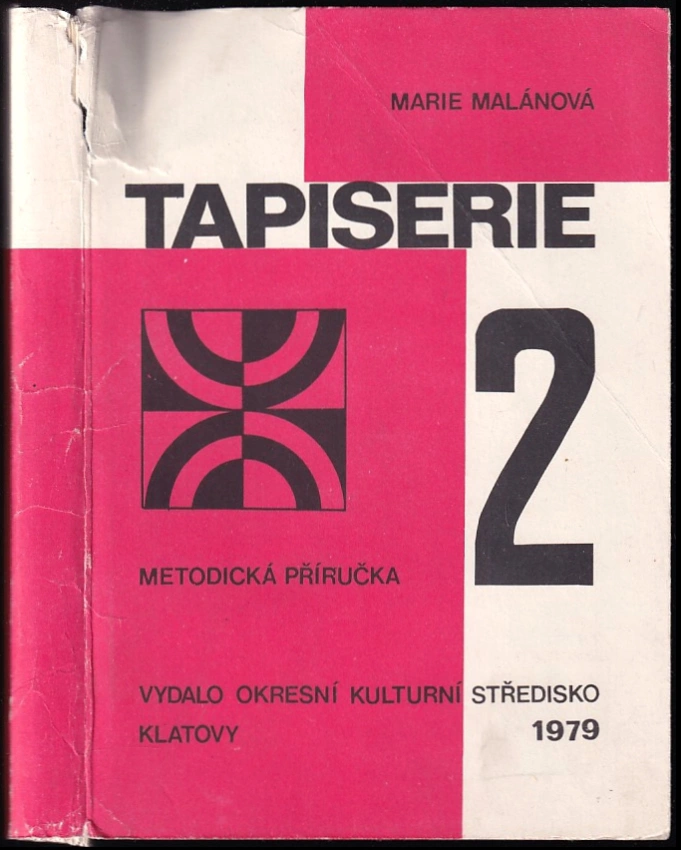 MARIE MALÁNOVÁ
TAPISERIE
2
METODICKÁ PŘÍRUČKA
VYDALO OKRESNÍ KULTURNÍ STŘEDISKO
KLATOVY 1979